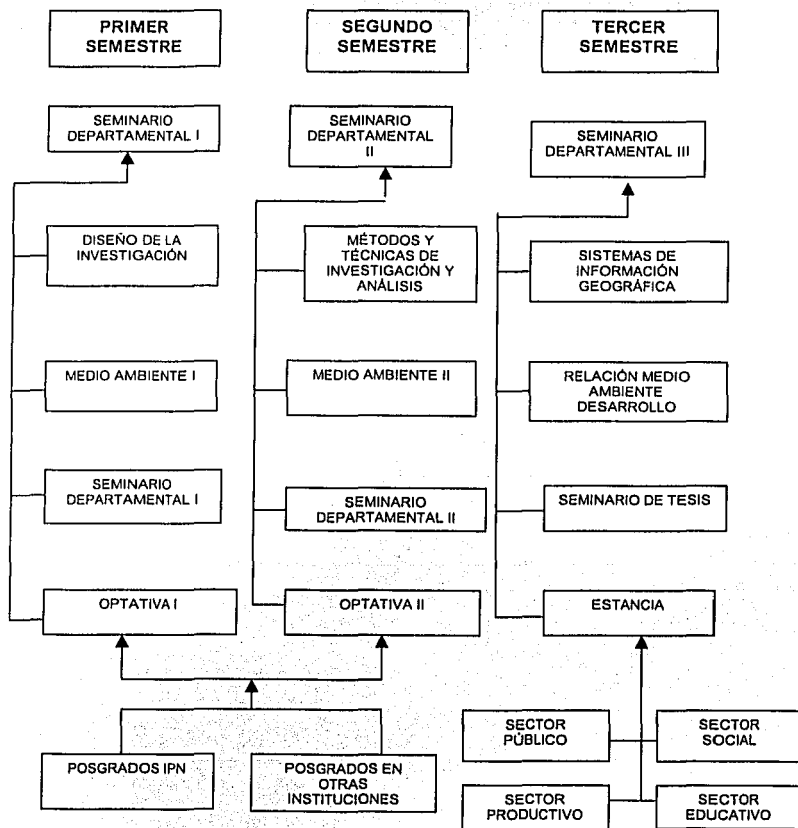 PRIMER
SEMESTRE
SEGUNDO
SEMESTRE
TERCER
SEMESTRE
SEMINARIO
DEPARTAMENTAL I
SEMINARIO
DEPARTAMENTAL
II
SEMINARIO
DEPARTAMENTAL III
DISEÑO DE LA
INVESTIGACIÓN
MÉTODOS Y
TÉCNICAS DE
INVESTIGACIÓN Y
ANÁLISIS
SISTEMAS DE
INFORMACIÓN
GEOGRÁFICA
MEDIO AMBIENTE I
MEDIO AMBIENTE II
RELACIÓN MEDIO
AMBIENTE
DESARROLLO
SEMINARIO
DEPARTAMENTAL I
SEMINARIO
DEPARTAMENTAL II
SEMINARIO DE TESIS
OPTATIVA I
OPTATIVA II
ESTANCIA
POSGRADOS IPN
POSGRADOS EN
OTRAS
INSTITUCIONES
SECTOR
PÚBLICO
SECTOR
SOCIAL
SECTOR
PRODUCTIVO
SECTOR
EDUCATIVO